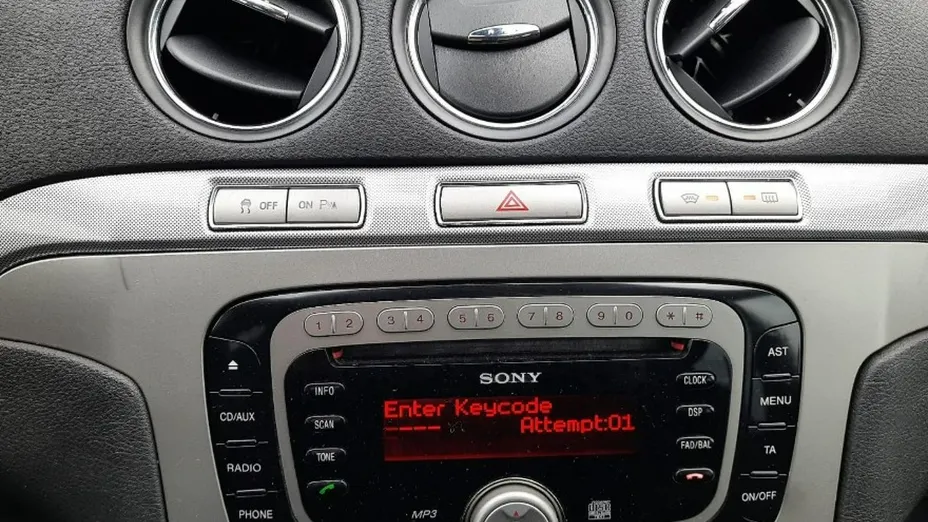 OFF ON
1 2 3 4 5 6 7 8 9 0 * #
SONY
INFO
SCAN
TONE
CD/AUX
RADIO
PHONE
Enter Keycode
---- Attempt:01
CLOCK
DSP
FAD/BAL
AST
MENU
TA
ON/OFF
MP3